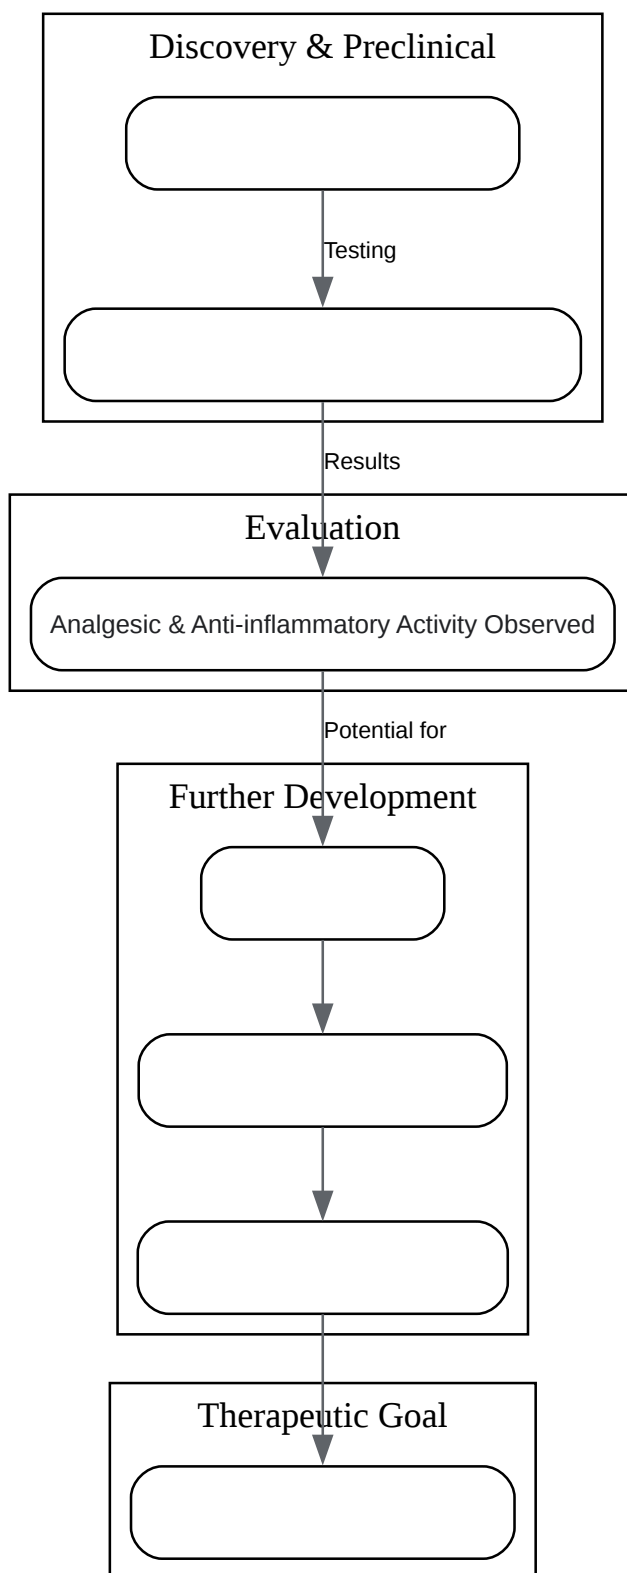 Discovery & Preclinical
Testing
Results
Evaluation
Analgesic & Anti-inflammatory Activity Observed
Potential for
Further Development
Therapeutic Goal